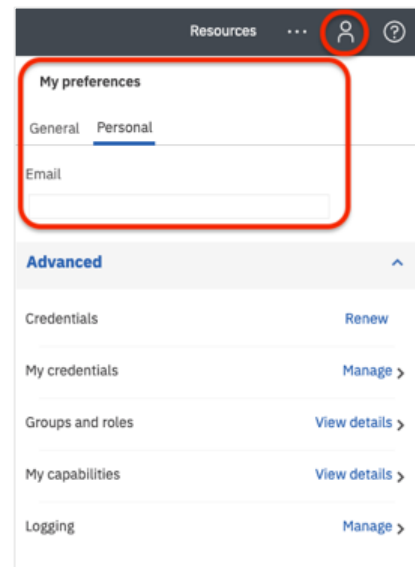 Resources ...
My preferences
General Personal
Email
Advanced
Credentials Renew
My credentials Manage
Groups and roles View details
My capabilities View details
Logging Manage